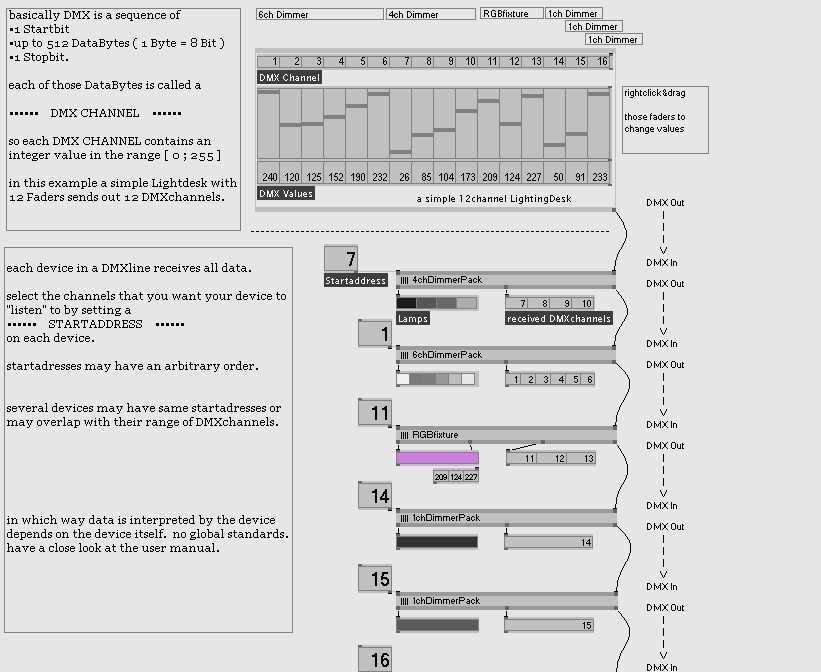 basically DMX is a sequence of
▪1 Startbit
▪up to 512 DataBytes ( 1 Byte = 8 Bit )
▪1 Stopbit.
each of those DataBytes is called a
▪▪▪▪▪▪ DMX CHANNEL ▪▪▪▪▪▪
so each DMX CHANNEL contains an
integer value in the range [ 0 ; 255 ]
in this example a simple Lightdesk with
12 Faders sends out 12 DMXchannels.
6ch Dimmer
4ch Dimmer
RGBfixture
1ch Dimmer
1ch Dimmer
1ch Dimmer
1 2 3 4 5 6 7 8 9 10 11 12 13 14 15 16
DMX Channel
240 120 125 152 190 232 26 85 104 173 209 124 227 50 91 233
DMX Values
a simple 12channel LightingDesk
rightclick&drag
those faders to
change values
each device in a DMXline receives all data.
select the channels that you want your device to
"listen" to by setting a
▪▪▪▪▪▪ STARTADDRESS ▪▪▪▪▪▪
on each device.
startadresses may have an arbitrary order.
several devices may have same startadresses or
may overlap with their range of DMXchannels.
in which way data is interpreted by the device
depends on the device itself. no global standards.
have a close look at the user manual.
7
Startaddress
4chDimmerPack
7 8 9 10
Lamps
received DMXchannels
1
6chDimmerPack
1 2 3 4 5 6
11
RGBfixture
11 12 13
209 124 227
14
1chDimmerPack
14
15
1chDimmerPack
15
16
DMX Out
DMX In
DMX Out
DMX In
DMX Out
DMX In
DMX Out
DMX In
DMX Out
DMX In
DMX Out
DMX In